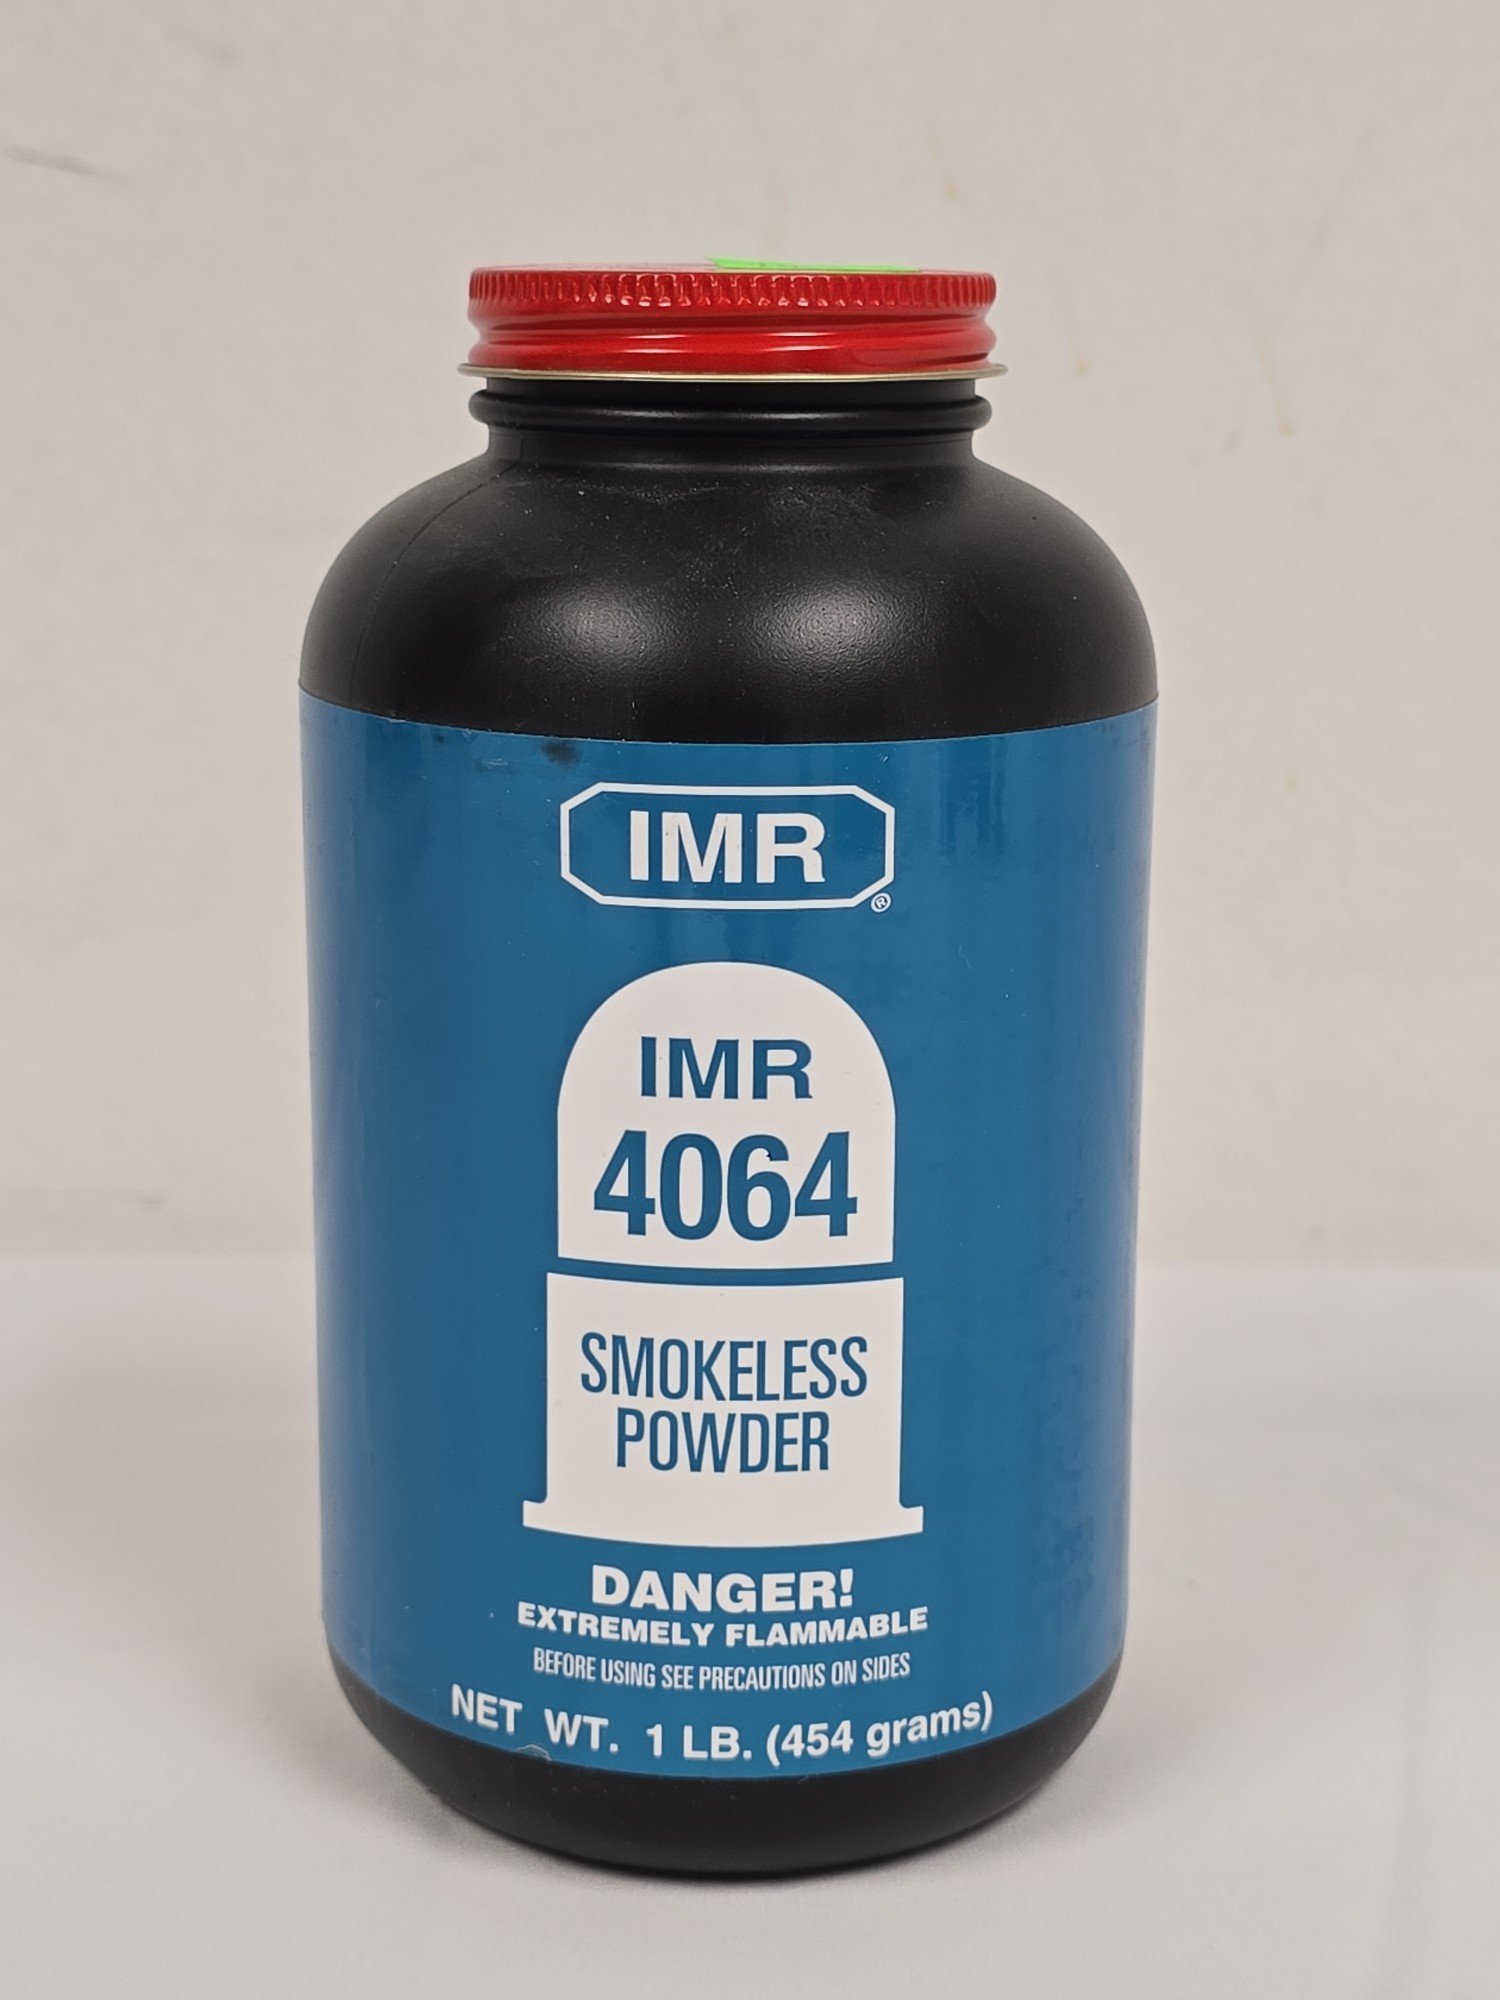 IMR
®
IMR
4064
SMOKELESS
POWDER
DANGER!
EXTREMELY FLAMMABLE
BEFORE USING SEE PRECAUTIONS ON SIDES
NET WT. 1 LB. (454 grams)